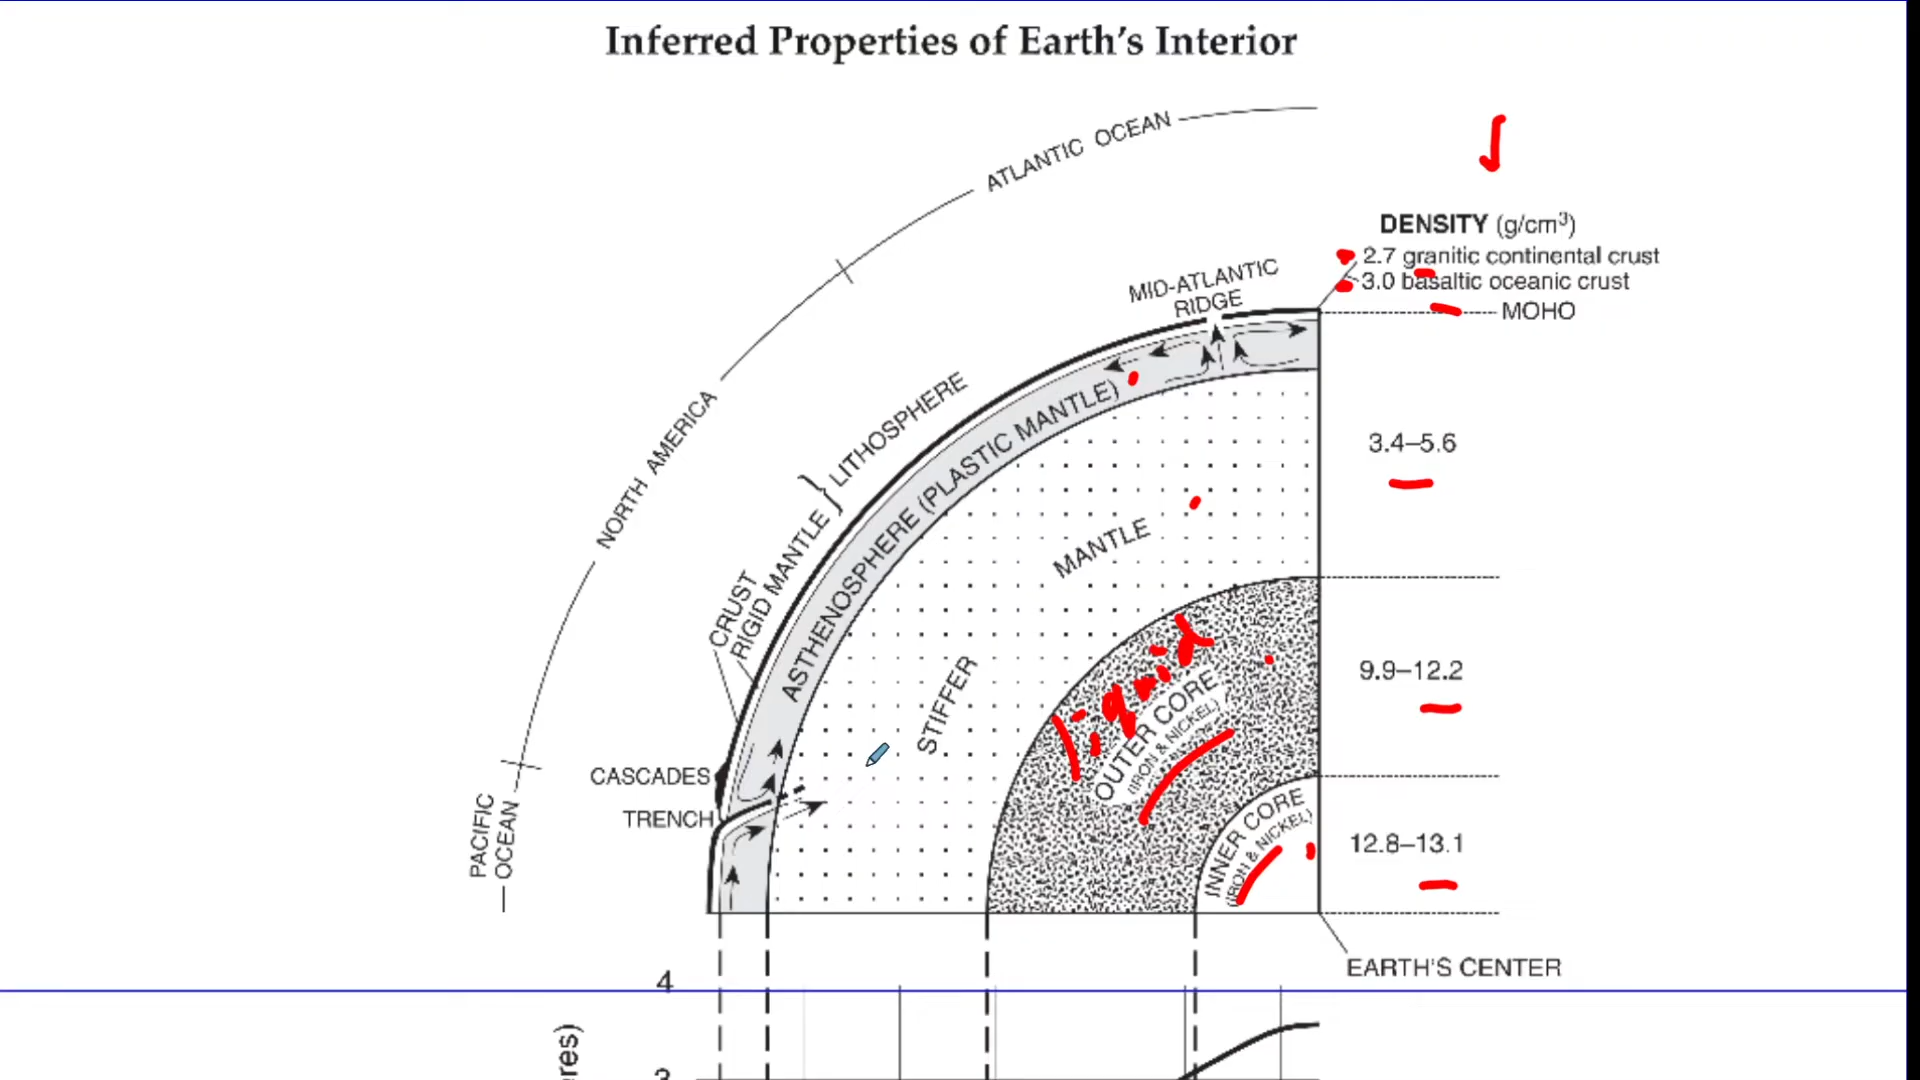 Inferred Properties of Earth's Interior
ATLANTIC OCEAN
DENSITY (g/cm³)
2.7 granitic continental crust
3.0 basaltic oceanic crust
MOHO
MID-ATLANTIC
RIDGE
NORTH AMERICA
LITHOSPHERE
CRUST
RIGID MANTLE
ASTHENOSPHERE (PLASTIC MANTLE)
3.4–5.6
MANTLE
STIFFER
OUTER CORE
(IRON & NICKEL)
9.9–12.2
CASCADES
TRENCH
PACIFIC
OCEAN
INNER CORE
(IRON & NICKEL)
12.8–13.1
EARTH'S CENTER
4